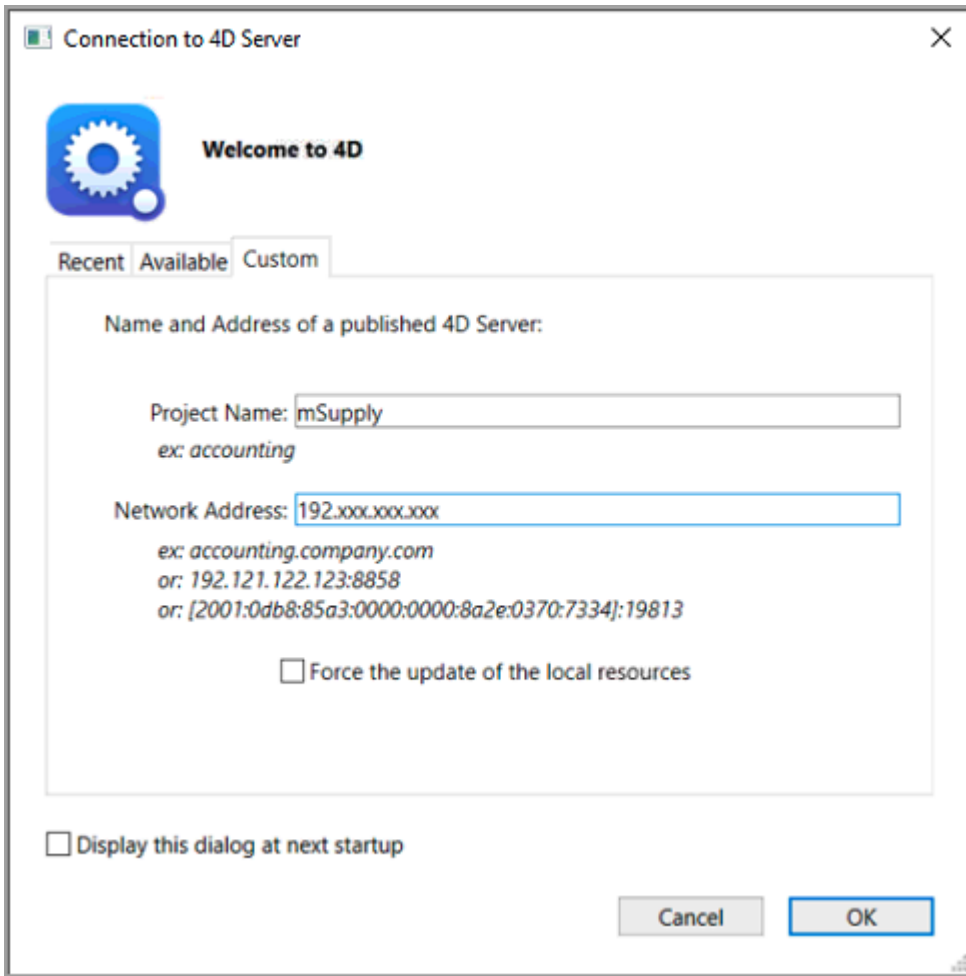 Connection to 4D Server
Welcome to 4D
Recent Available Custom
Name and Address of a published 4D Server:
Project Name: mSupply
ex: accounting
Network Address: 192.xxx.xxx.xxx
ex: accounting.company.com
or: 192.121.122.123:8858
or: [2001:0db8:85a3:0000:0000:8a2e:0370:7334]:19813
Force the update of the local resources
Display this dialog at next startup
Cancel OK